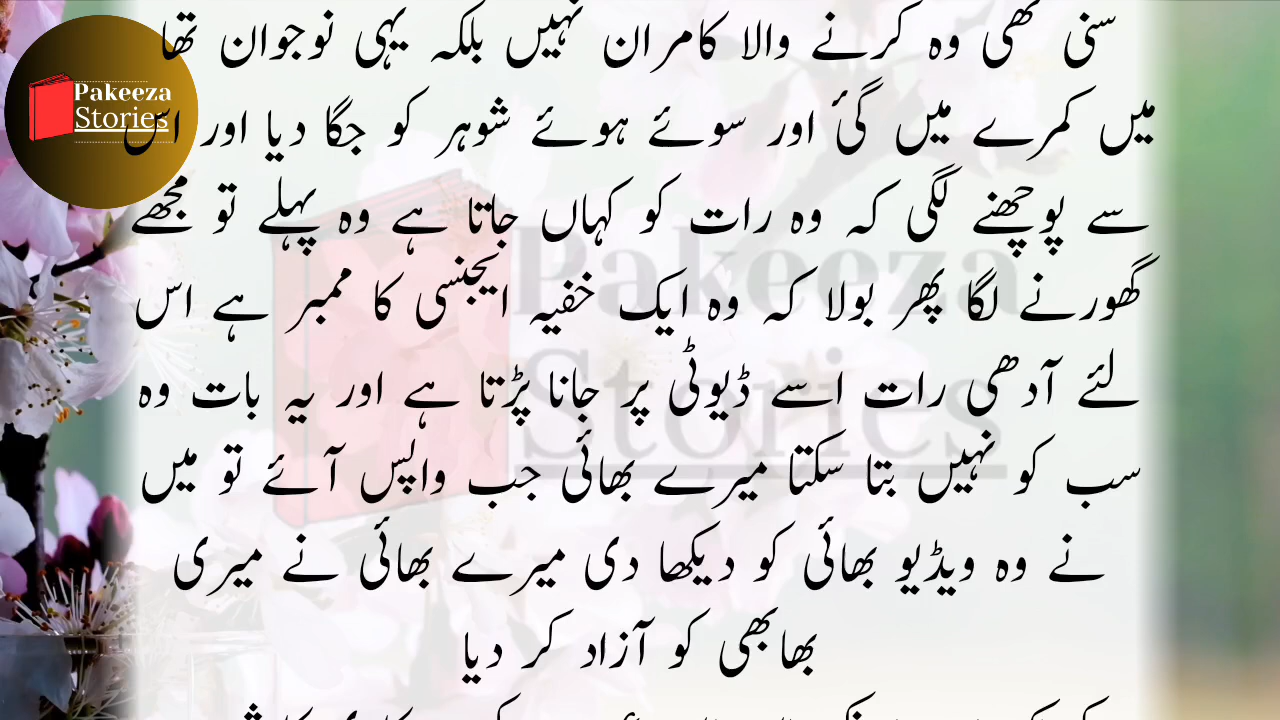 سنی تھی وہ کرنے والا کامران نہیں بلکہ یہی نوجوان تھا
Pakeeza
Stories
میں کمرے میں گئ اور سوئے ہوئے شوہر کو جگا دیا اور اس
سے پوچھنے لگی کہ وہ رات کو کہاں جاتا ہے وہ پہلے تو مجھے
گھورنے لگا پھر بولا کہ وہ ایک خفیہ ایجنسی کا ممبر ہے اس
لئے آدھی رات اسے ڈیوٹی پر جانا پڑتا ہے اور یہ بات وہ
سب کو نہیں بتا سکتا میرے بھائی جب واپس آئے تو میں
نے وہ ویڈیو بھائی کو دیکھا دی میرے بھائی نے میری
بھابھی کو آزاد کر دیا
Pakeeza
Stories